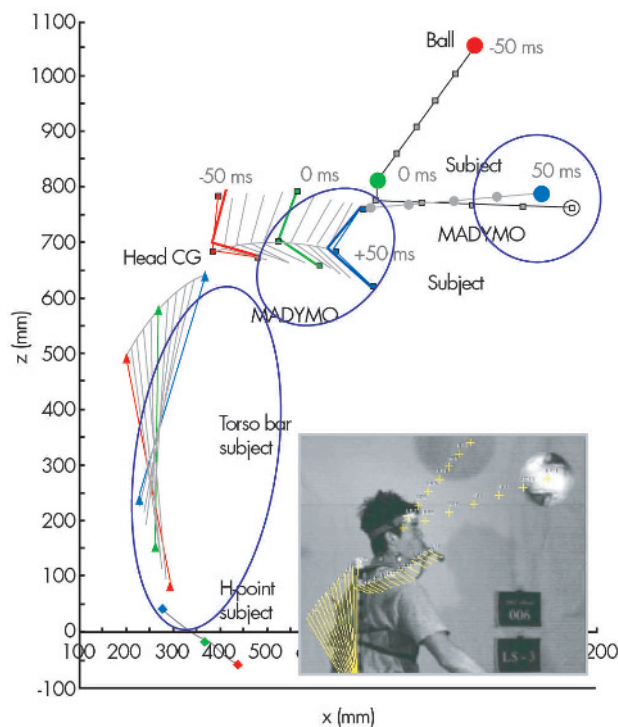 1100
1000
900
800
700
600
500
400
300
200
100
0
-100
z (mm)
Ball
-50 ms
-50 ms
0 ms
0 ms
Subject
50 ms
MADYMO
Head CG
+50 ms
Subject
MADYMO
Torso bar
subject
H-point
subject
100
200
300
400
500
200
x (mm)
006
LS-3